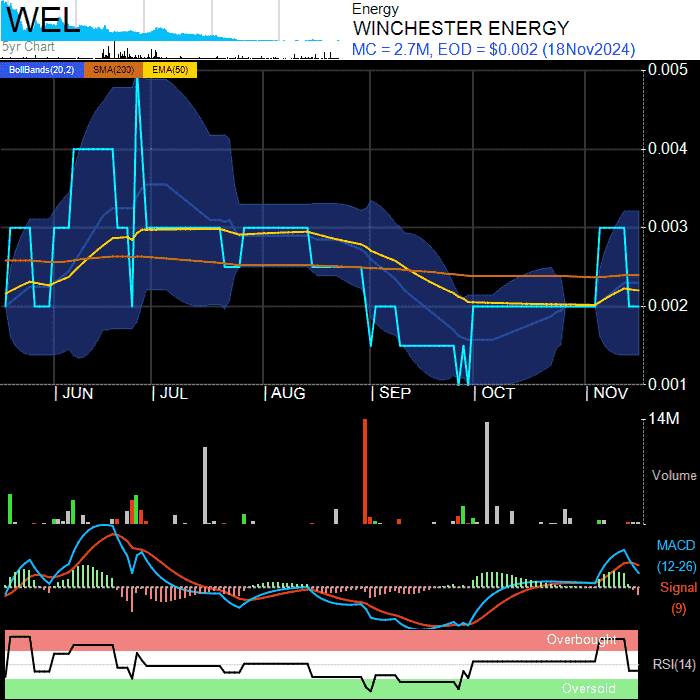 WEL
5yr Chart
Energy
WINCHESTER ENERGY
MC = 2.7M, EOD = $0.002 (18Nov2024)
BollBands(20,2) SMA(200) EMA(50)
0.005
0.004
0.003
0.002
0.001
JUN JUL AUG SEP OCT NOV
14M
Volume
MACD
(12-26)
Signal
(9)
Overbought
RSI(14)
Oversold